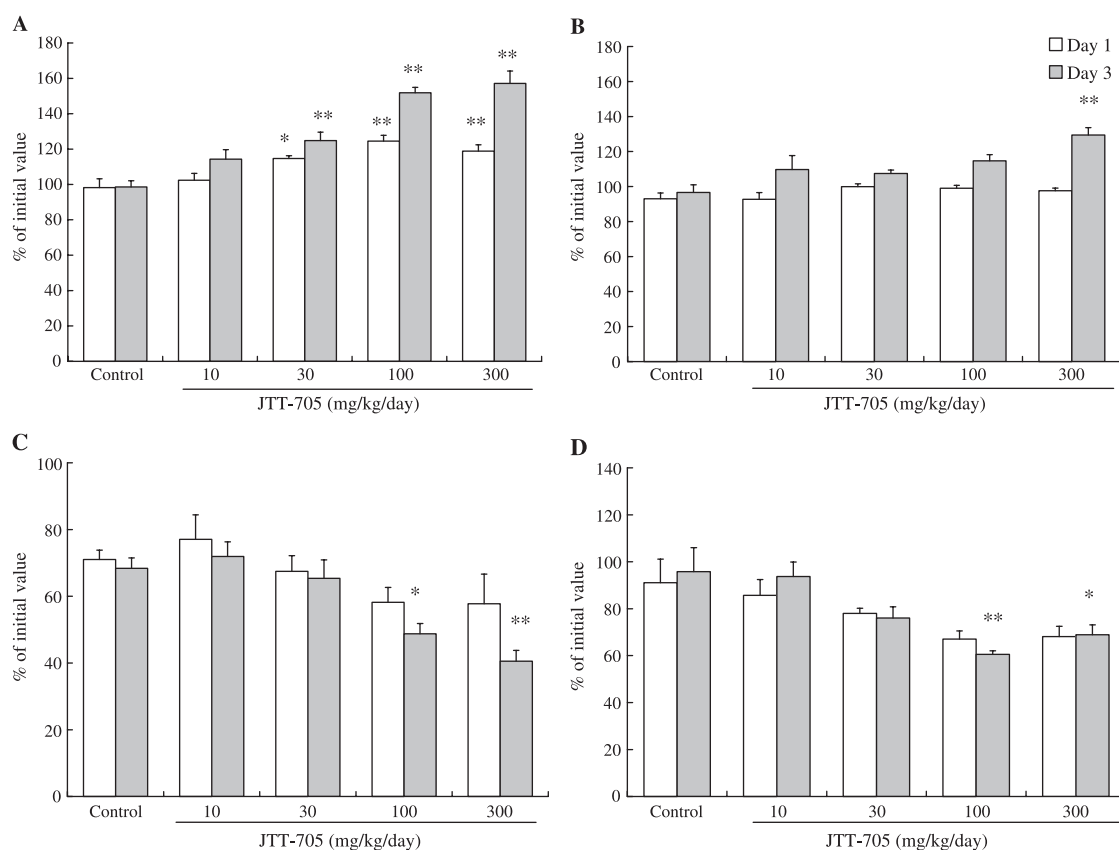 A
% of initial value
180
160
140
120
100
80
60
40
20
0
* ** ** ** ** **
Control 10 30 100 300
JTT-705 (mg/kg/day)
B
Day 1
Day 3
% of initial value
180
160
140
120
100
80
60
40
20
0
**
Control 10 30 100 300
JTT-705 (mg/kg/day)
C
% of initial value
100
80
60
40
20
0
* **
Control 10 30 100 300
JTT-705 (mg/kg/day)
D
% of initial value
140
120
100
80
60
40
20
0
** *
Control 10 30 100 300
JTT-705 (mg/kg/day)